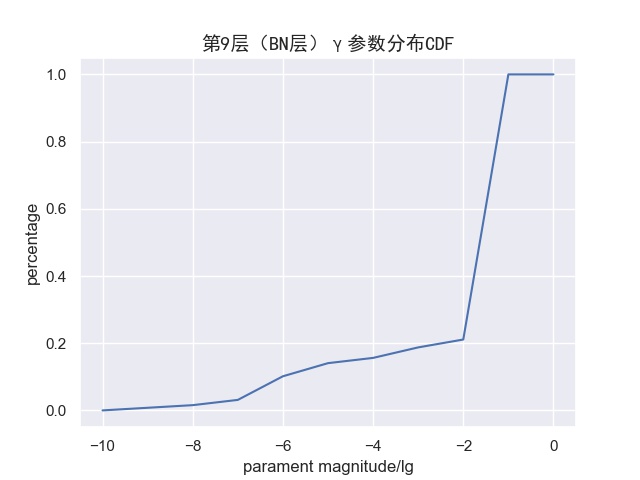 第9层（BN层）γ参数分布CDF
1.0
0.8
0.6
0.4
0.2
0.0
percentage
−10 −8 −6 −4 −2 0
parament magnitude/lg